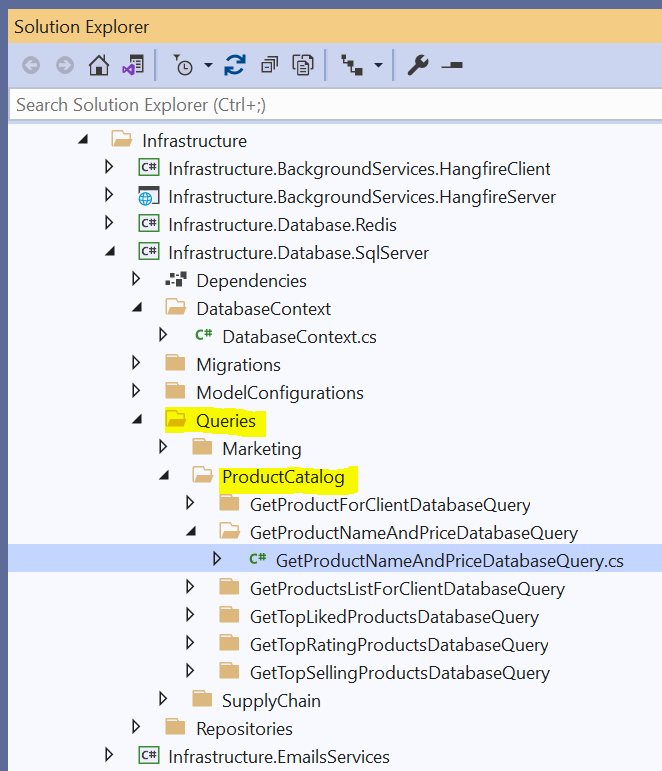 Solution Explorer
Search Solution Explorer (Ctrl+;)
Infrastructure
C# Infrastructure.BackgroundServices.HangfireClient
Infrastructure.BackgroundServices.HangfireServer
C# Infrastructure.Database.Redis
C# Infrastructure.Database.SqlServer
Dependencies
DatabaseContext
C# DatabaseContext.cs
Migrations
ModelConfigurations
Queries
Marketing
ProductCatalog
GetProductForClientDatabaseQuery
GetProductNameAndPriceDatabaseQuery
C# GetProductNameAndPriceDatabaseQuery.cs
GetProductsListForClientDatabaseQuery
GetTopLikedProductsDatabaseQuery
GetTopRatingProductsDatabaseQuery
GetTopSellingProductsDatabaseQuery
SupplyChain
Repositories
C# Infrastructure.EmailsServices